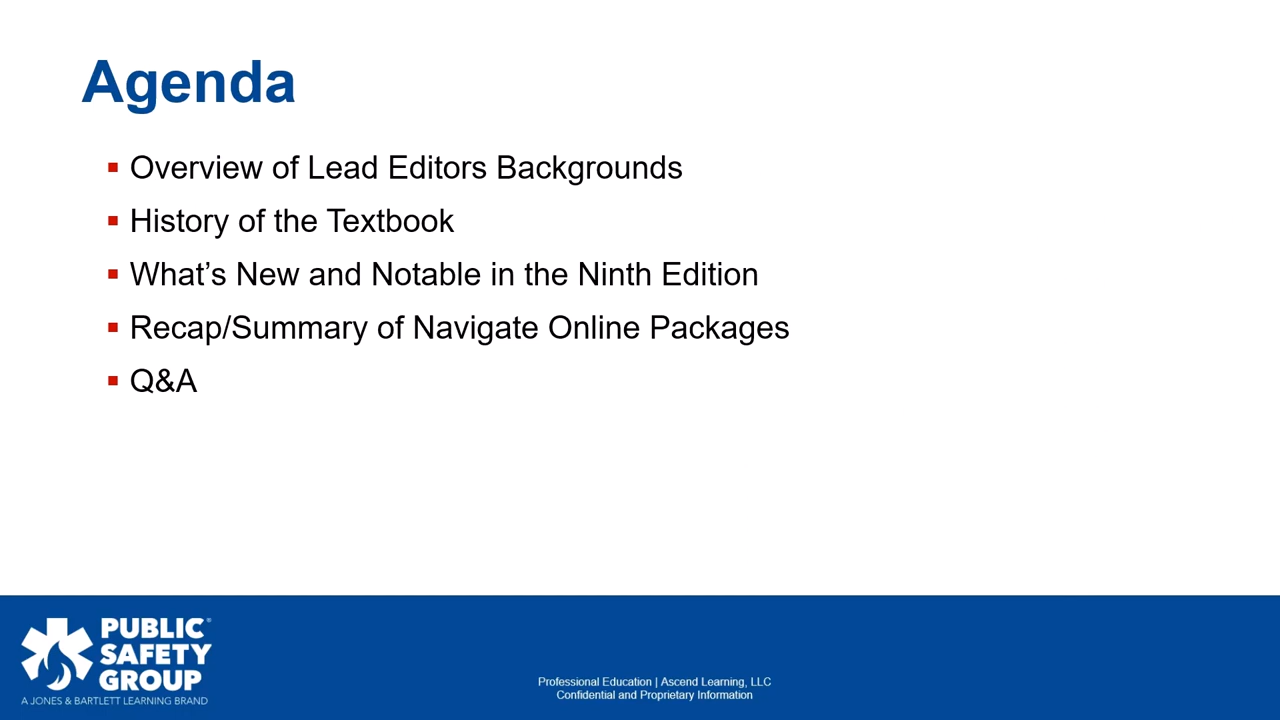 Agenda
Overview of Lead Editors Backgrounds
History of the Textbook
What’s New and Notable in the Ninth Edition
Recap/Summary of Navigate Online Packages
Q&A
PUBLIC
SAFETY
GROUP
A JONES & BARTLETT LEARNING BRAND
Professional Education | Ascend Learning, LLC
Confidential and Proprietary Information